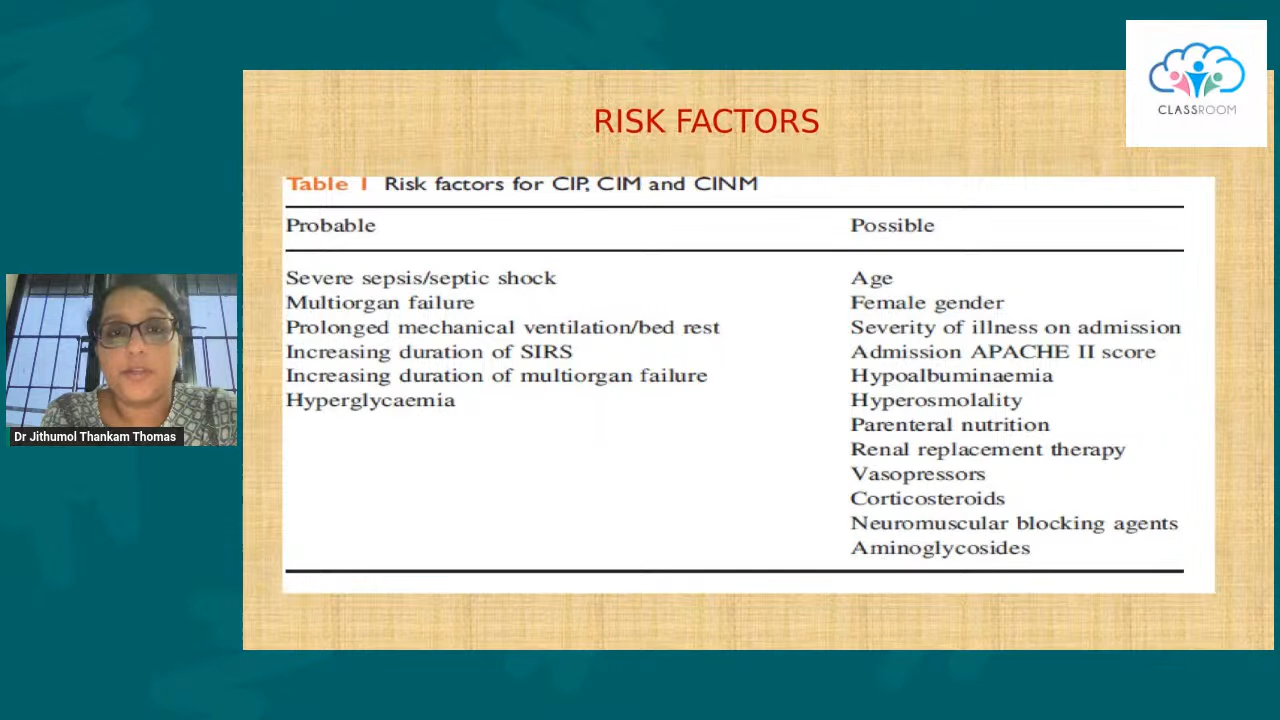 CLASSROOM
RISK FACTORS
Table 1 Risk factors for CIP, CIM and CINM
Probable Possible
Severe sepsis/septic shock Age
Multiorgan failure Female gender
Prolonged mechanical ventilation/bed rest Severity of illness on admission
Increasing duration of SIRS Admission APACHE II score
Increasing duration of multiorgan failure Hypoalbuminaemia
Hyperglycaemia Hyperosmolality
Parenteral nutrition
Renal replacement therapy
Vasopressors
Corticosteroids
Neuromuscular blocking agents
Aminoglycosides
Dr Jithumol Thankam Thomas